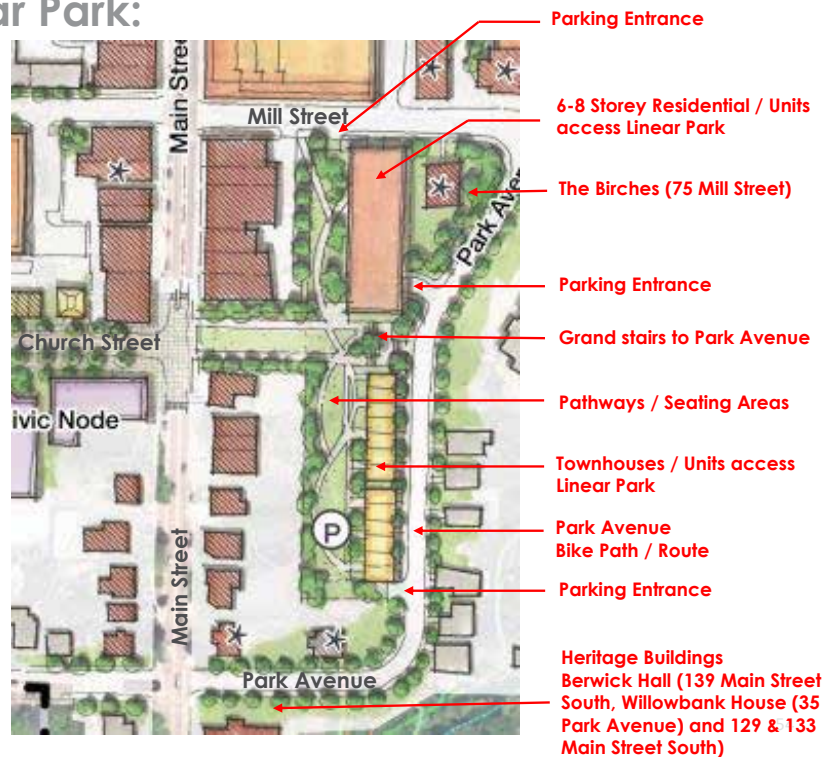 ar Park:
Parking Entrance
Main Stree
Mill Street
6-8 Storey Residential / Units
access Linear Park
The Birches (75 Mill Street)
Park Aven
Parking Entrance
Church Street
Grand stairs to Park Avenue
Pathways / Seating Areas
ivic Node
Townhouses / Units access
Linear Park
P
Park Avenue
Bike Path / Route
Parking Entrance
Main Street
Park Avenue
Heritage Buildings
Berwick Hall (139 Main Street
South, Willowbank House (35
Park Avenue) and 129 & 133
Main Street South)